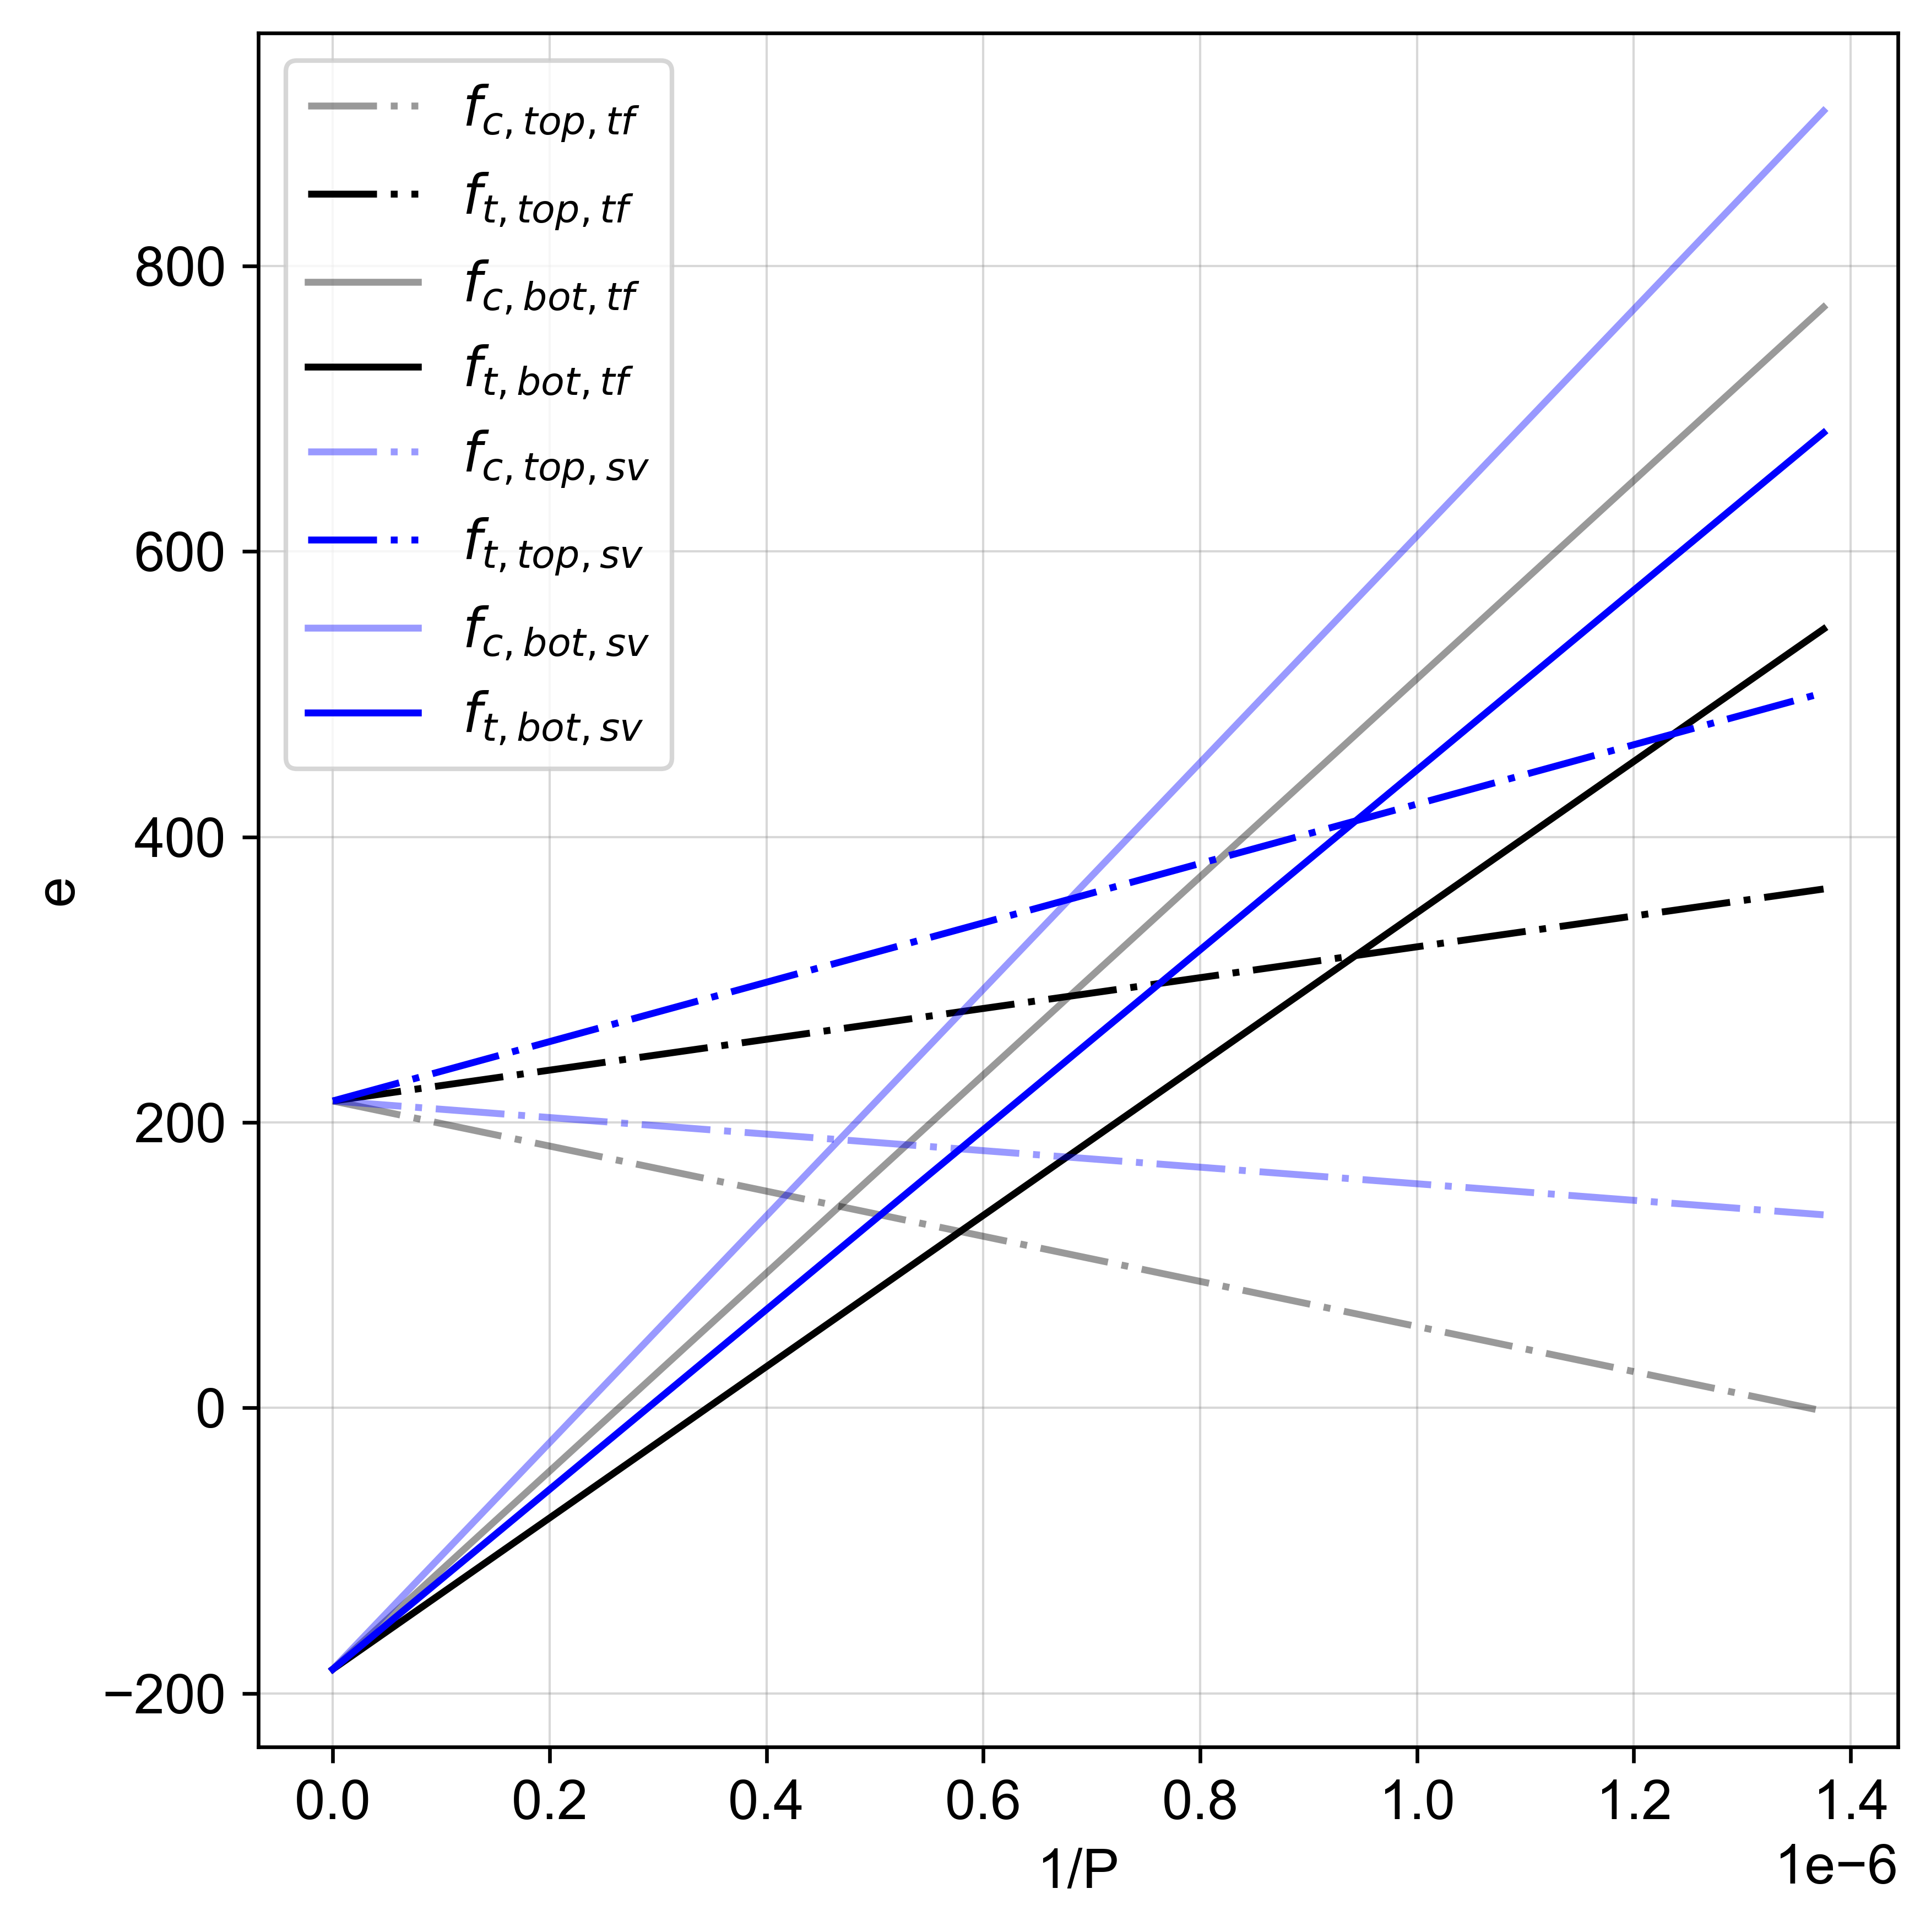 f_{c, top, tf}
f_{t, top, tf}
f_{c, bot, tf}
f_{t, bot, tf}
f_{c, top, sv}
f_{t, top, sv}
f_{c, bot, sv}
f_{t, bot, sv}
800
600
400
200
0
−200
e
0.0 0.2 0.4 0.6 0.8 1.0 1.2 1.4
1/P
1e−6